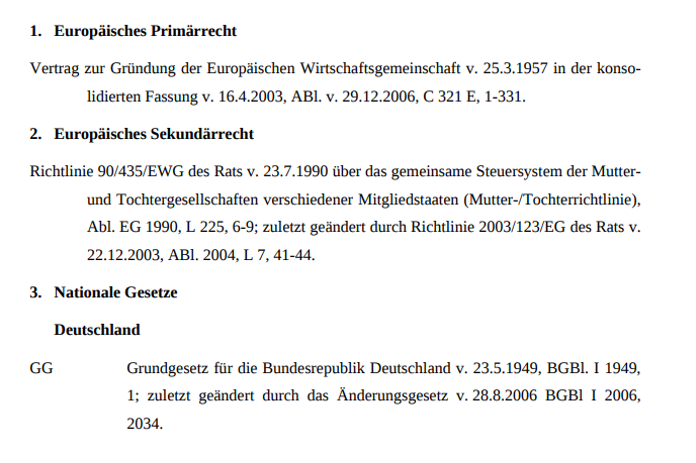 1. Europäisches Primärrecht
Vertrag zur Gründung der Europäischen Wirtschaftsgemeinschaft v. 25.3.1957 in der konso-
lidierten Fassung v. 16.4.2003, ABl. v. 29.12.2006, C 321 E, 1-331.
2. Europäisches Sekundärrecht
Richtlinie 90/435/EWG des Rats v. 23.7.1990 über das gemeinsame Steuersystem der Mutter-
und Tochtergesellschaften verschiedener Mitgliedstaaten (Mutter-/Tochterrichtlinie),
Abl. EG 1990, L 225, 6-9; zuletzt geändert durch Richtlinie 2003/123/EG des Rats v.
22.12.2003, ABl. 2004, L 7, 41-44.
3. Nationale Gesetze
Deutschland
GG Grundgesetz für die Bundesrepublik Deutschland v. 23.5.1949, BGBl. I 1949,
1; zuletzt geändert durch das Änderungsgesetz v. 28.8.2006 BGBl I 2006,
2034.